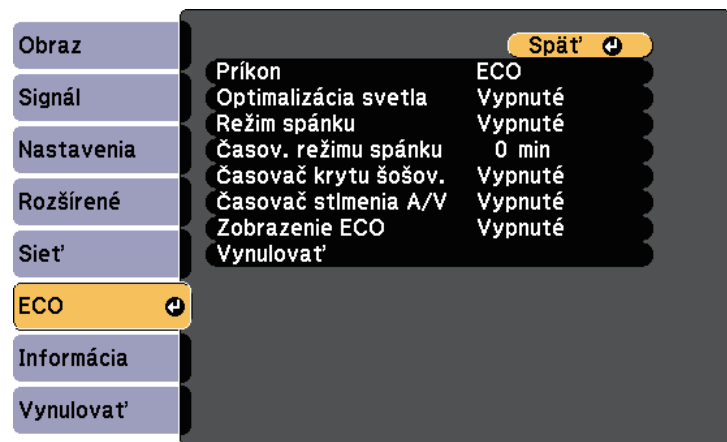 Obraz
Signál
Nastavenia
Rozšírené
Sieť
ECO
Informácia
Vynulovať
Späť
Príkon ECO
Optimalizácia svetla Vypnuté
Režim spánku Vypnuté
Časov. režimu spánku 0 min
Časovač krytu šošov. Vypnuté
Časovač stlmenia A/V Vypnuté
Zobrazenie ECO Vypnuté
Vynulovať